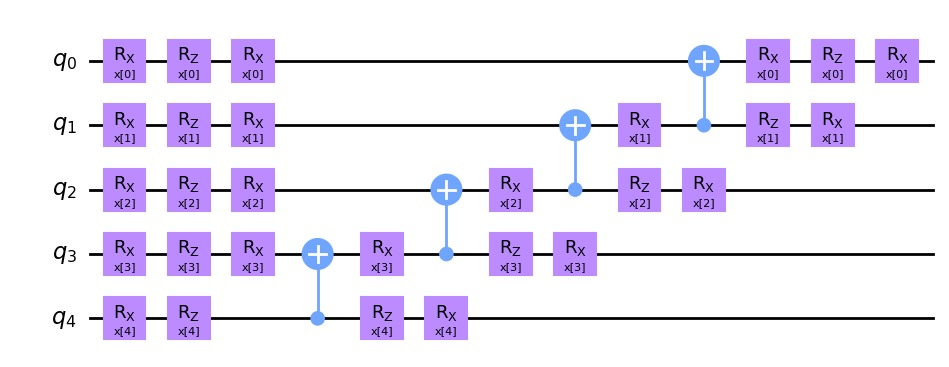 q0 RX x[0] RZ x[0] RX x[0] RX x[0] RZ x[0] RX x[0]
q1 RX x[1] RZ x[1] RX x[1] RX x[1] RZ x[1] RX x[1]
q2 RX x[2] RZ x[2] RX x[2] RX x[2] RZ x[2] RX x[2]
q3 RX x[3] RZ x[3] RX x[3] RX x[3] RZ x[3] RX x[3]
q4 RX x[4] RZ x[4] RZ x[4] RX x[4]